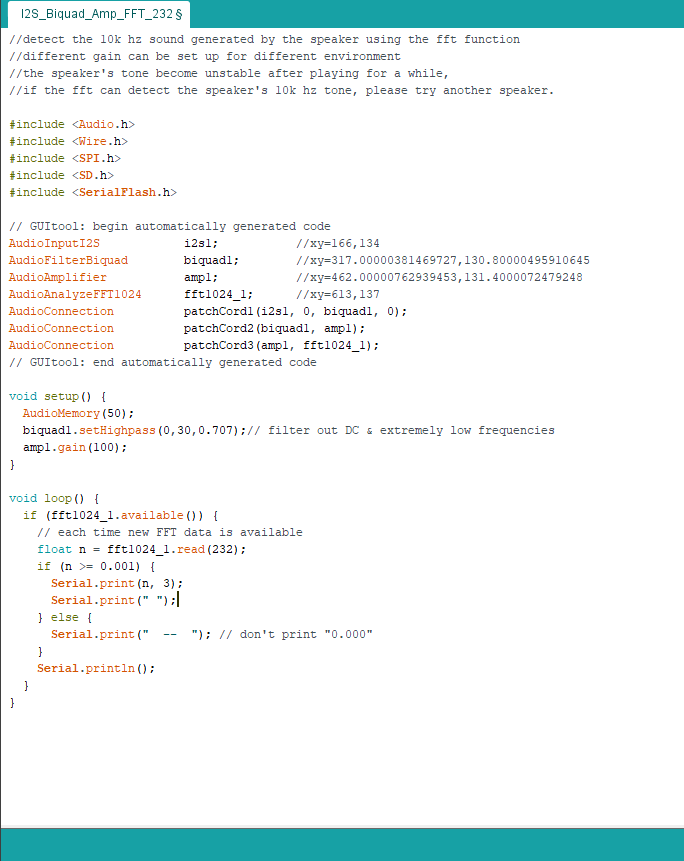 I2S_Biquad_Amp_FFT_232 §
//detect the 10k hz sound generated by the speaker using the fft function
//different gain can be set up for different environment
//the speaker's tone become unstable after playing for a while,
//if the fft can detect the speaker's 10k hz tone, please try another speaker.
#include <Audio.h>
#include <Wire.h>
#include <SPI.h>
#include <SD.h>
#include <SerialFlash.h>
// GUItool: begin automatically generated code
AudioInputI2S            i2s1;           //xy=166,134
AudioFilterBiquad        biquad1;        //xy=317.00000381469727,130.80000495910645
AudioAmplifier           amp1;           //xy=462.00000762939453,131.4000072479248
AudioAnalyzeFFT1024      fft1024_1;      //xy=613,137
AudioConnection          patchCord1(i2s1, 0, biquad1, 0);
AudioConnection          patchCord2(biquad1, amp1);
AudioConnection          patchCord3(amp1, fft1024_1);
// GUItool: end automatically generated code
void setup() {
  AudioMemory(50);
  biquad1.setHighpass(0,30,0.707);// filter out DC & extremely low frequencies
  amp1.gain(100);
}
void loop() {
  if (fft1024_1.available()) {
    // each time new FFT data is available
    float n = fft1024_1.read(232);
    if (n >= 0.001) {
      Serial.print(n, 3);
      Serial.print(" ");
    } else {
      Serial.print("  --  "); // don't print "0.000"
    }
    Serial.println();
  }
}